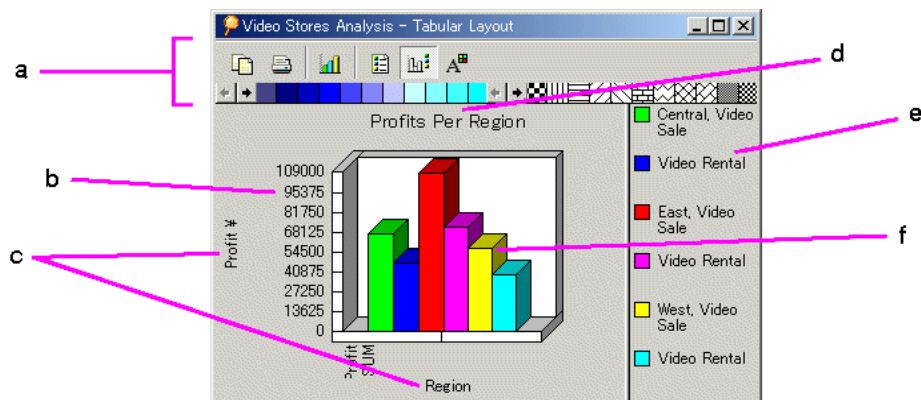 Video Stores Analysis - Tabular Layout
a
A
d
Profits Per Region
Central, Video
Sale
e
Video Rental
b
109000
95375
81750
68125
54500
40875
27250
13625
0
Profit ¥
c
East, Video
Sale
f
Video Rental
West, Video
Sale
Video Rental
Profit
SUM
Region